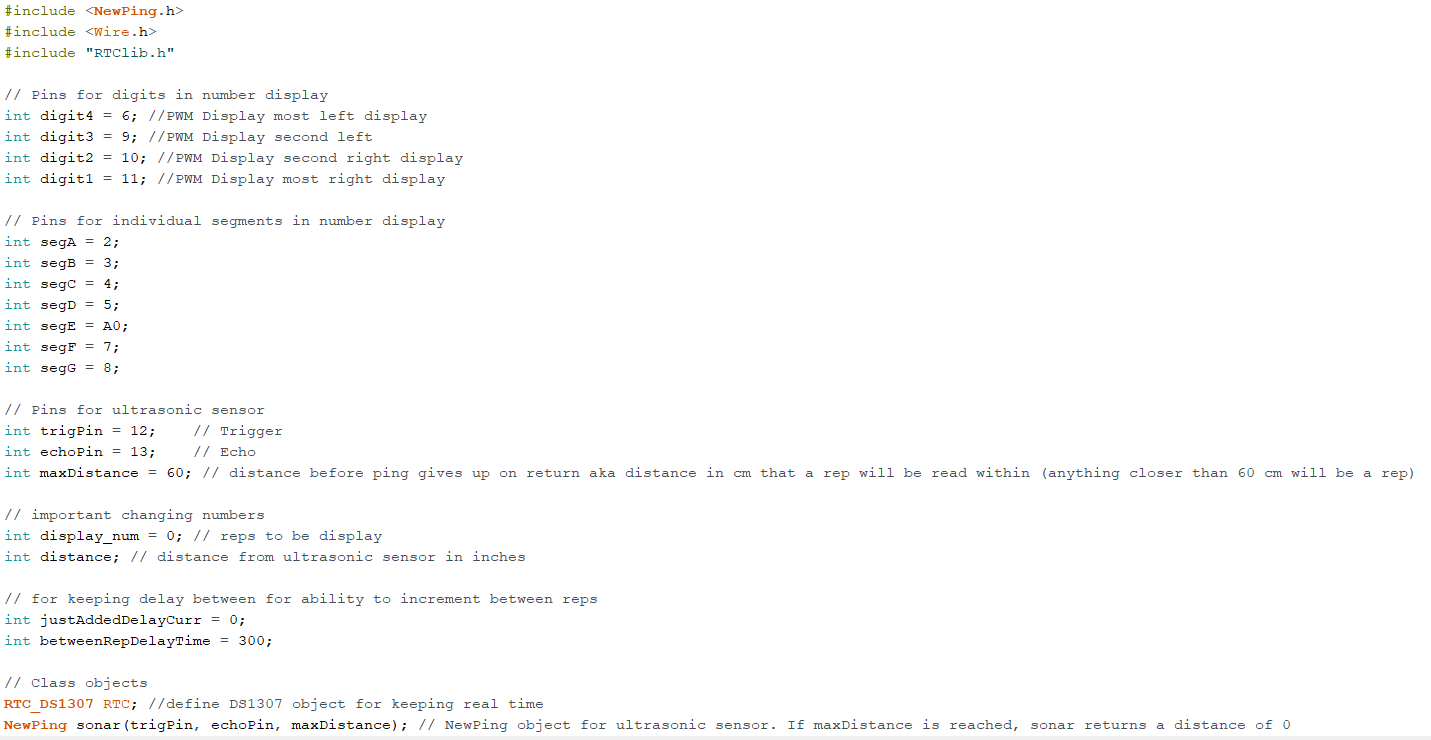 #include <NewPing.h>
#include <Wire.h>
#include "RTClib.h"

// Pins for digits in number display
int digit4 = 6; //PWM Display most left display
int digit3 = 9; //PWM Display second left
int digit2 = 10; //PWM Display second right display
int digit1 = 11; //PWM Display most right display

// Pins for individual segments in number display
int segA = 2;
int segB = 3;
int segC = 4;
int segD = 5;
int segE = A0;
int segF = 7;
int segG = 8;

// Pins for ultrasonic sensor
int trigPin = 12;    // Trigger
int echoPin = 13;    // Echo
int maxDistance = 60; // distance before ping gives up on return aka distance in cm that a rep will be read within (anything closer than 60 cm will be a rep)

// important changing numbers
int display_num = 0; // reps to be display
int distance; // distance from ultrasonic sensor in inches

// for keeping delay between for ability to increment between reps
int justAddedDelayCurr = 0;
int betweenRepDelayTime = 300;

// Class objects
RTC_DS1307 RTC; //define DS1307 object for keeping real time
NewPing sonar(trigPin, echoPin, maxDistance); // NewPing object for ultrasonic sensor. If maxDistance is reached, sonar returns a distance of 0